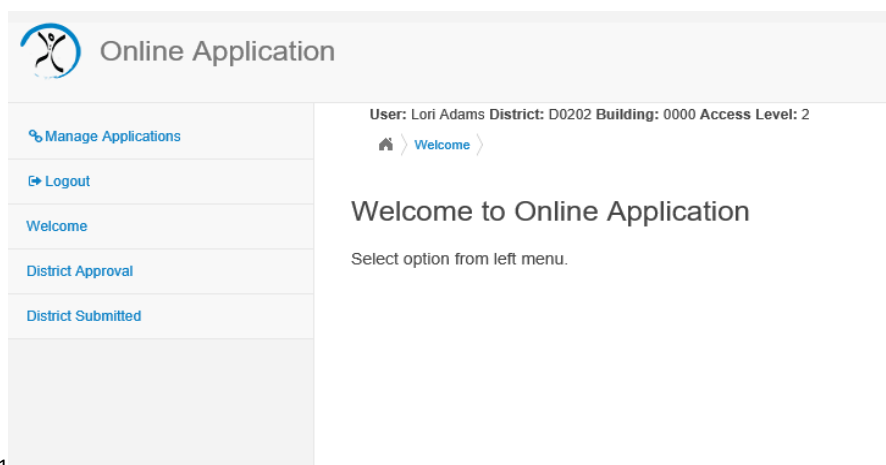 Online Application
User: Lori Adams District: D0202 Building: 0000 Access Level: 2
Manage Applications
Welcome
Logout
Welcome
District Approval
District Submitted
Welcome to Online Application
Select option from left menu.
1